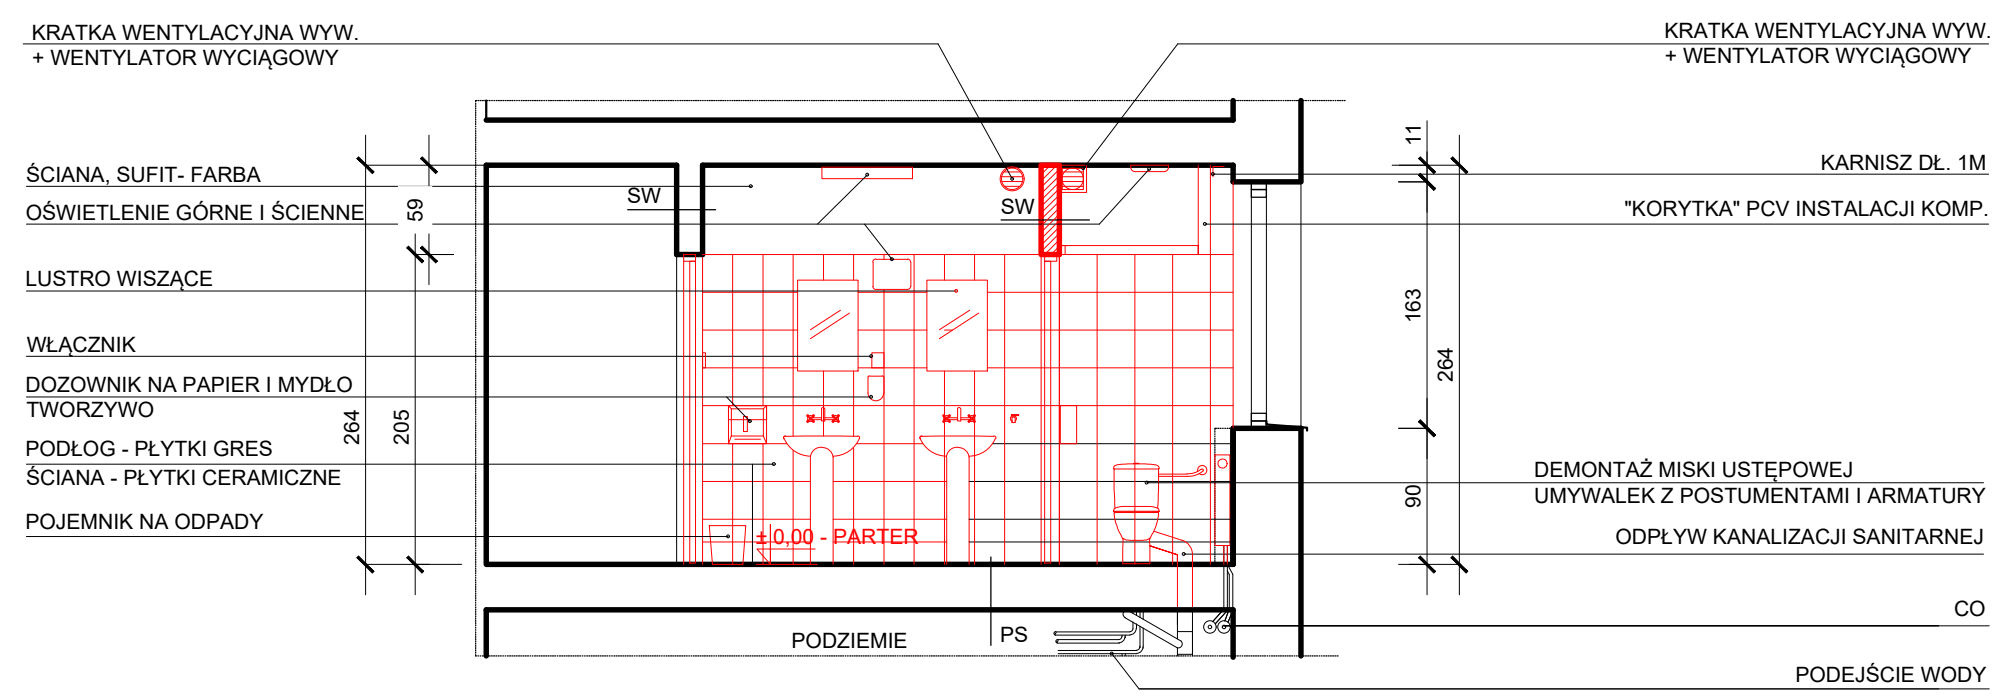 KRATKA WENTYLACYJNA WYW.
+ WENTYLATOR WYCIĄGOWY
KRATKA WENTYLACYJNA WYW.
+ WENTYLATOR WYCIĄGOWY
ŚCIANA, SUFIT- FARBA
OŚWIETLENIE GÓRNE I ŚCIENNE
LUSTRO WISZĄCE
WŁĄCZNIK
DOZOWNIK NA PAPIER I MYDŁO
TWORZYWO
PODŁOG - PŁYTKI GRES
ŚCIANA - PŁYTKI CERAMICZNE
POJEMNIK NA ODPADY
264
205
59
SW
SW
± 0,00 - PARTER
PODZIEMIE
PS
11
163
90
264
KARNISZ DŁ. 1M
"KORYTKA" PCV INSTALACJI KOMP.
DEMONTAŻ MISKI USTĘPOWEJ
UMYWALEK Z POSTUMENTAMI I ARMATURY
ODPŁYW KANALIZACJI SANITARNEJ
CO
PODEJŚCIE WODY